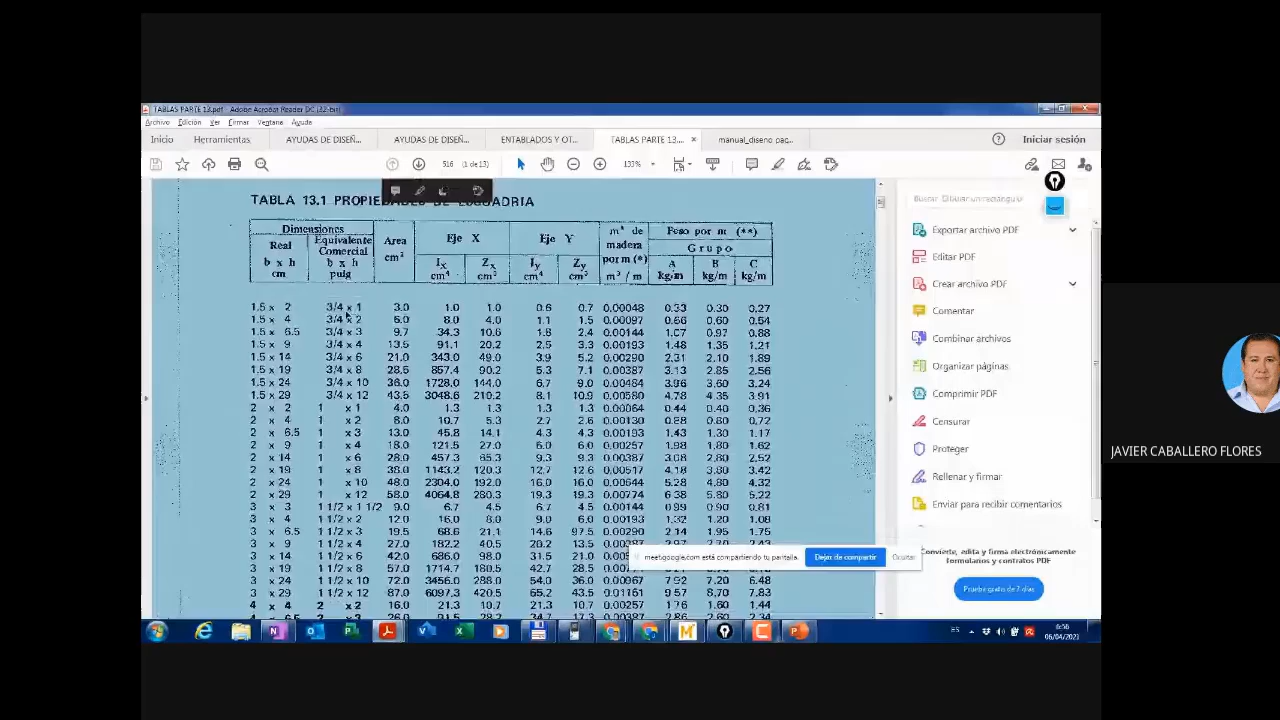 TABLAS PARTE 13.pdf - Adobe Acrobat Reader DC (32-bit)
Archivo Edición Ver Firmar Ventana Ayuda
Inicio Herramientas AYUDAS DE DISEÑ... AYUDAS DE DISEÑ... ENTABLADOS Y OT... TABLAS PARTE 13.... × manual_diseno paq... Iniciar sesión
516 (1 de 13) 133%
TABLA 13.1 PROPIEDADES DE ESCUADRIA
Dimensiones
Real b x h cm
Equivalente Comercial b x h pulg
Area cm²
Eje X
Ix cm⁴ Zx cm³
Eje Y
Iy cm⁴ Zy cm³
m³ de madera por m (*) m³ / m
Peso por m (**)
Grupo
A kg/m B kg/m C kg/m
1.5 x 2 3/4 x 1 3.0 1.0 1.0 0.6 0.7 0.00048 0.33 0.30 0.27
1.5 x 4 3/4 x 2 8.0 4.0 1.1 1.5 0.00097 0.66 0.60 0.54
1.5 x 6.5 3/4 x 3 9.7 34.3 10.6 1.8 2.4 0.00144 1.07 0.97 0.88
1.5 x 9 3/4 x 4 13.5 91.1 20.2 2.5 3.3 0.00193 1.48 1.35 1.21
1.5 x 14 3/4 x 6 21.0 343.0 49.0 3.9 5.2 0.00290 2.31 2.10 1.89
1.5 x 19 3/4 x 8 857.4 90.2 5.3 7.1 0.00387 2.85 2.56
1.5 x 24 3/4 x 10 36.0 1728.0 144.0 6.7 9.0 0.00484 3.96 3.60 3.24
1.5 x 29 3/4 x 12 43.5 3048.6 210.2 8.1 10.9 0.00580 4.78 4.35 3.91
2 x 2 1 x 1 4.0 1.3 1.3 1.3 1.3 0.00064 0.44 0.40 0.36
2 x 4 1 x 2 8.0 10.7 5.3 2.7 2.6 0.00130 0.88 0.80 0.72
2 x 6.5 1 x 3 13.0 45.8 14.1 4.3 4.3 0.00193 1.43 1.30 1.17
2 x 9 1 x 4 18.0 121.5 27.0 6.0 6.0 0.00257 1.98 1.80 1.62
2 x 14 1 x 6 28.0 457.3 65.3 9.3 9.3 0.00387 3.08 2.80 2.52
2 x 19 1 x 8 38.0 1143.2 120.3 12.7 12.6 0.00517 4.18 3.80 3.42
2 x 24 1 x 10 48.0 2304.0 192.0 16.0 16.0 0.00644 5.28 4.80 4.32
2 x 29 1 x 12 58.0 4064.8 280.3 19.3 19.3 0.00774 6.38 5.80 5.22
3 x 3 1 1/2 x 1 1/2 9.0 6.7 4.5 6.7 4.5 0.00144 0.99 0.90 0.81
3 x 4 1 1/2 x 2 12.0 16.0 8.0 9.0 6.0 0.00193 1.32 1.20 1.08
3 x 6.5 1 1/2 x 3 19.5 68.6 21.1 14.6 97.5 0.00291 2.14 1.95 1.75
3 x 9 1 1/2 x 4 27.0 182.2 40.5 20.2 13.5 2.43
3 x 14 1 1/2 x 6 42.0 686.0 98.0 31.5 21.0
57.0 1714.7 180.5 42.7 28.5
x 24 x 10 72.0 3456.0 288.0 54.0 36.0 0.00967 7.92 7.20 6.48
x 29 x 12 87.0 6097.3 420.5 65.2 43.5 0.01161 9.57 8.70 7.83
4 x 4 2 x 2 16.0 21.3 10.7 21.3 10.7 0.00257 1.76 1.60 1.44
meet.google.com está compartiendo tu pantalla. Dejar de compartir Ocultar
Buscar 'Dibujar un rectángulo'
Exportar archivo PDF
Editar PDF
Crear archivo PDF
Comentar
Combinar archivos
Organizar páginas
Comprimir PDF
Censurar
Proteger
Rellenar y firmar
Enviar para recibir comentarios
Convierte, edita y firma electrónicamente
formularios y contratos PDF
Prueba gratis de 7 días
JAVIER CABALLERO FLORES
ES
6:56